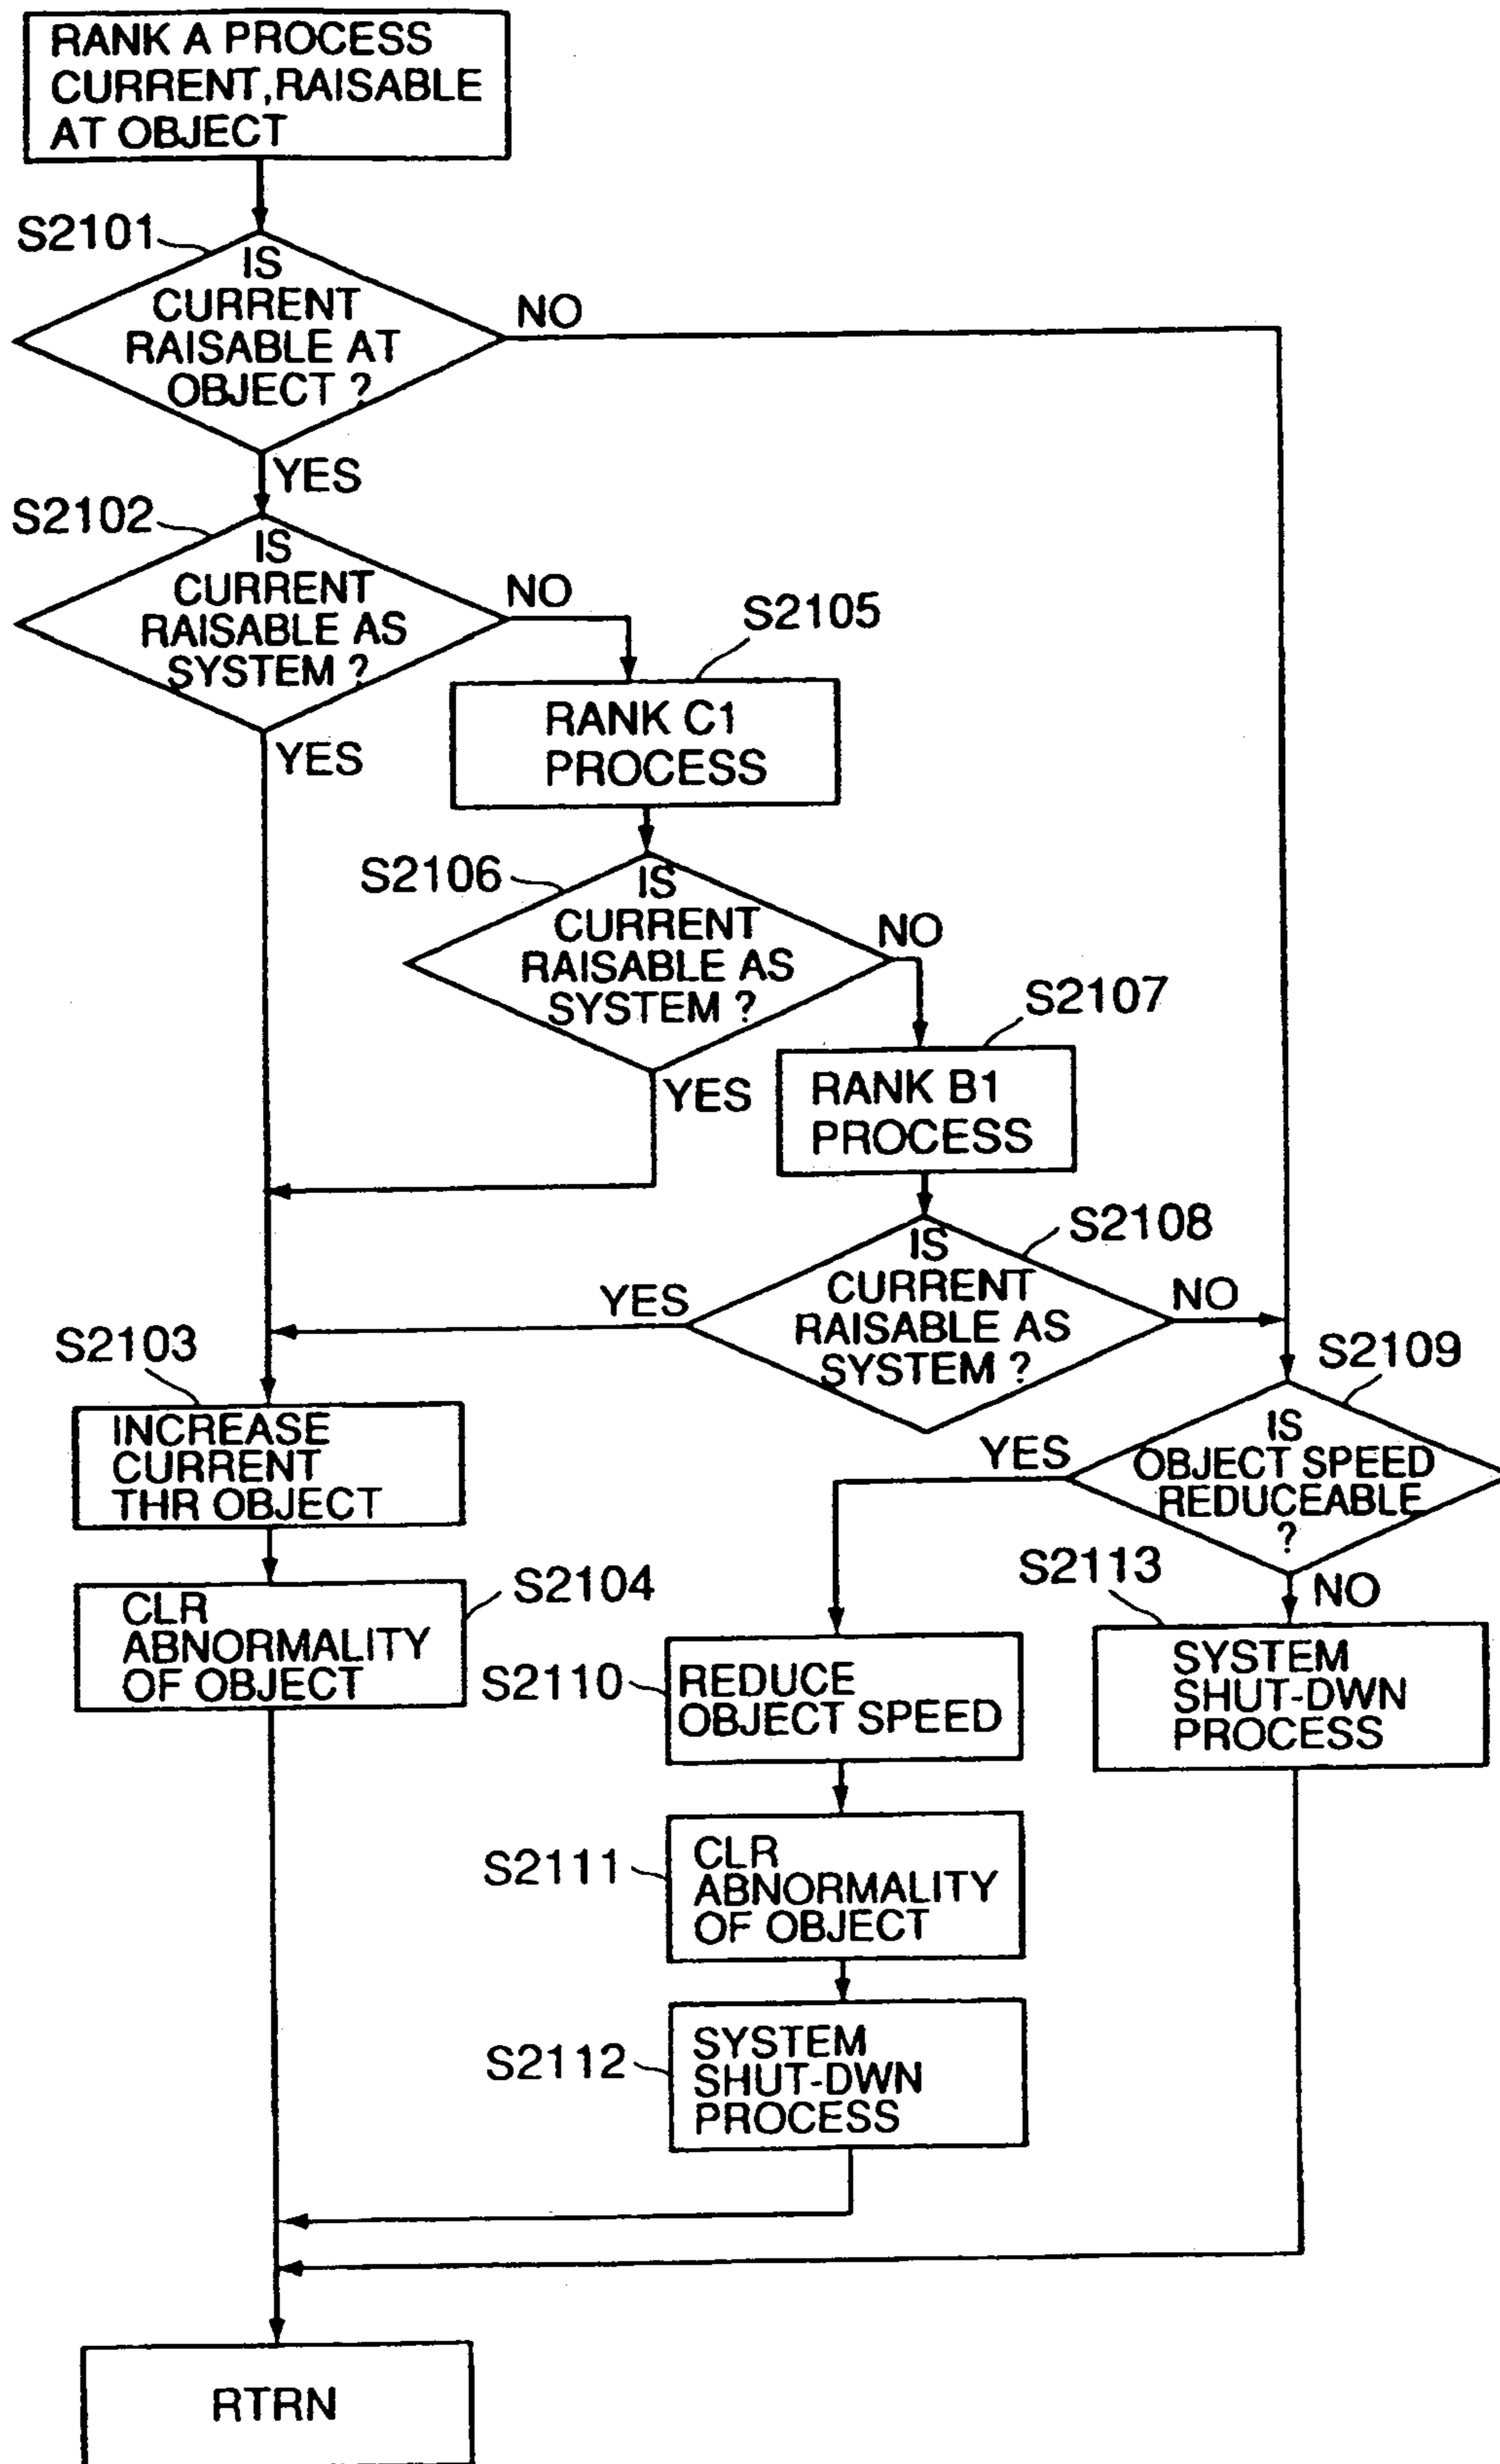 RANK A PROCESS
CURRENT,RAISABLE
AT OBJECT
S2101
IS
CURRENT
RAISABLE AT
OBJECT ?
NO
YES
S2102
IS
CURRENT
RAISABLE AS
SYSTEM ?
NO
YES
S2105
RANK C1
PROCESS
S2106
IS
CURRENT
RAISABLE AS
SYSTEM ?
NO
YES
S2107
RANK B1
PROCESS
S2108
IS
CURRENT
RAISABLE AS
SYSTEM ?
YES
NO
S2103
INCREASE
CURRENT
THR OBJECT
S2109
IS
OBJECT SPEED
REDUCEABLE
?
YES
NO
S2104
CLR
ABNORMALITY
OF OBJECT
S2113
SYSTEM
SHUT-DWN
PROCESS
S2110
REDUCE
OBJECT SPEED
S2111
CLR
ABNORMALITY
OF OBJECT
S2112
SYSTEM
SHUT-DWN
PROCESS
RTRN